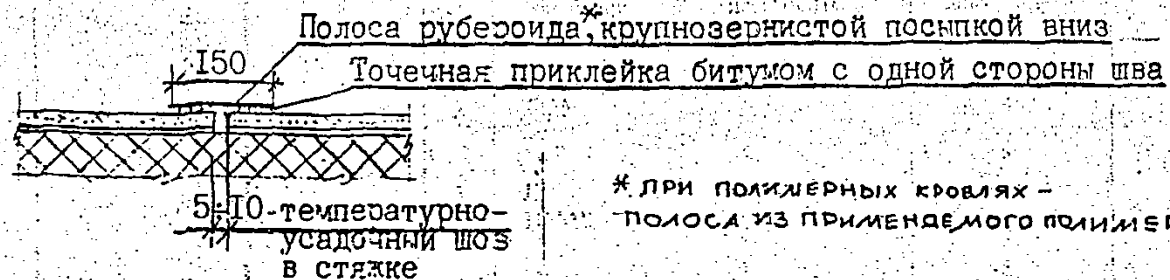 Полоса рубероида*, крупнозернистой посыпкой вниз
150
Точечная приклейка битумом с одной стороны шва
5÷10-температурно-
усадочный шов
в стяжке
* ПРИ ПОЛИМЕРНЫХ КРОВЛЯХ -
ПОЛОСА ИЗ ПРИМЕНЯЕМОГО ПОЛИМЕ